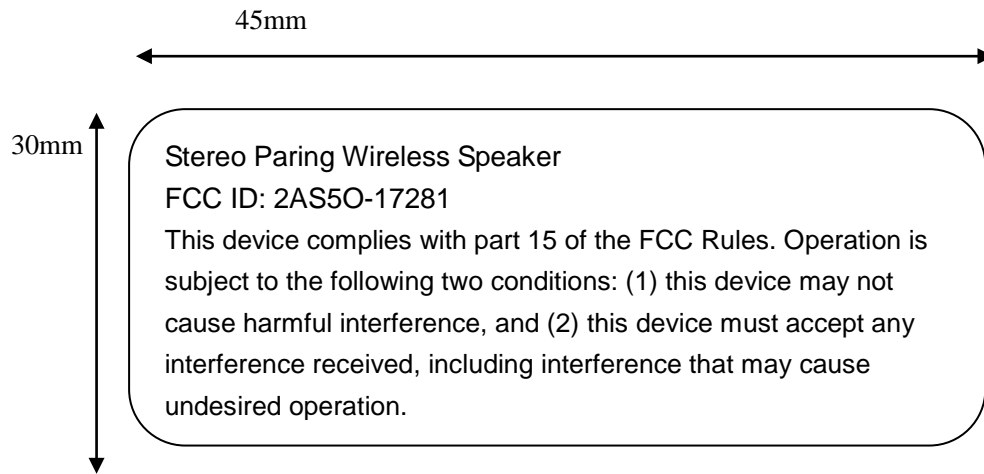 45mm
30mm
Stereo Paring Wireless Speaker
FCC ID: 2AS5O-17281
This device complies with part 15 of the FCC Rules. Operation is
subject to the following two conditions: (1) this device may not
cause harmful interference, and (2) this device must accept any
interference received, including interference that may cause
undesired operation.